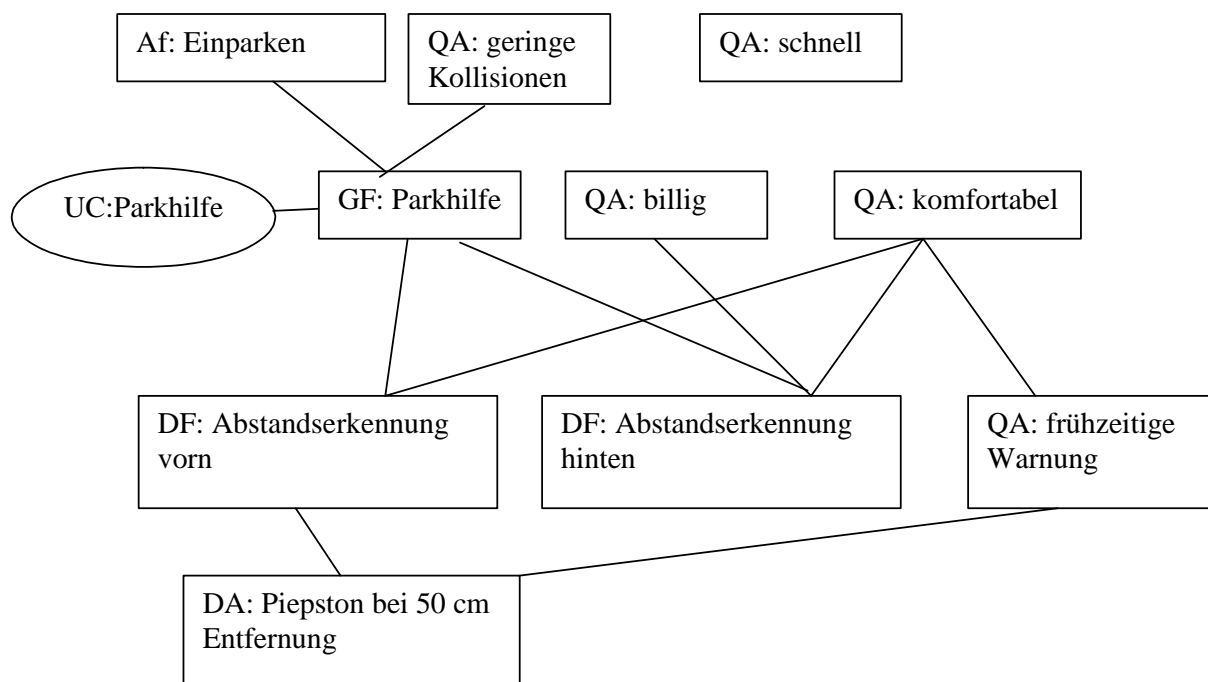 Af: Einparken
QA: geringe
Kollisionen
QA: schnell
UC:Parkhilfe
GF: Parkhilfe
QA: billig
QA: komfortabel
DF: Abstandserkennung
vorn
DF: Abstandserkennung
hinten
QA: frühzeitige
Warnung
DA: Piepston bei 50 cm
Entfernung